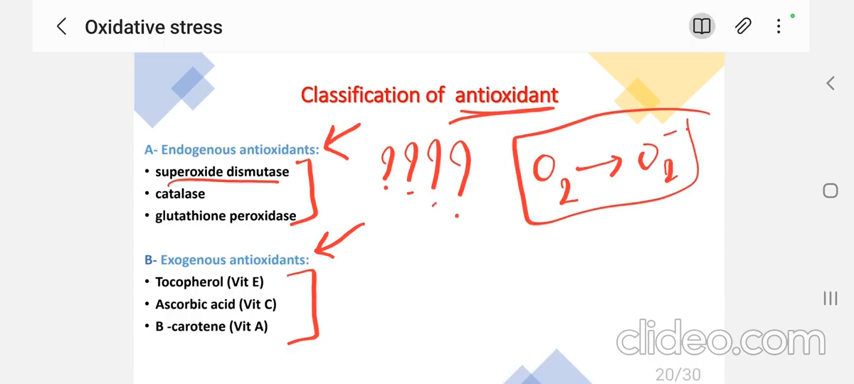 Oxidative stress
Classification of antioxidant
A- Endogenous antioxidants:
• superoxide dismutase
• catalase
• glutathione peroxidase
????
O₂ → O₂⁻
B- Exogenous antioxidants:
• Tocopherol (Vit E)
• Ascorbic acid (Vit C)
• B -carotene (Vit A)
clideo.com
20/30